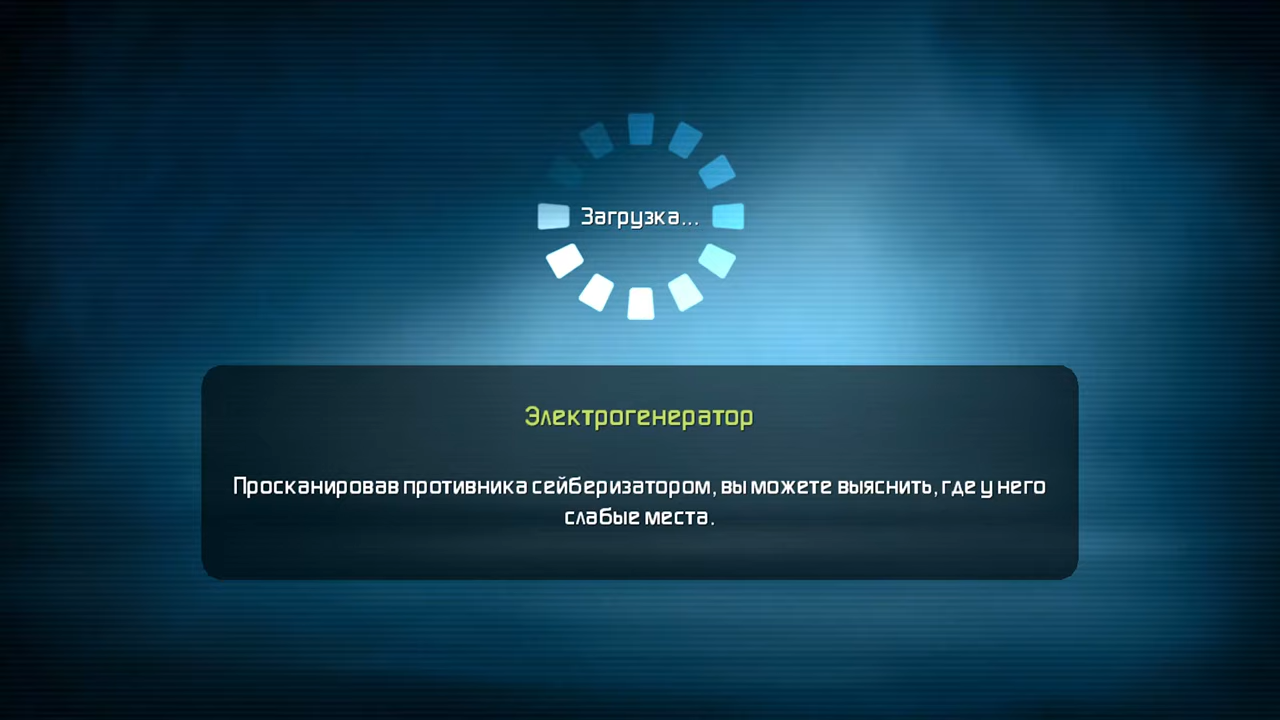 Загрузка...
Электрогенератор
Просканировав противника сейберизатором, вы можете выяснить, где у него
слабые места.